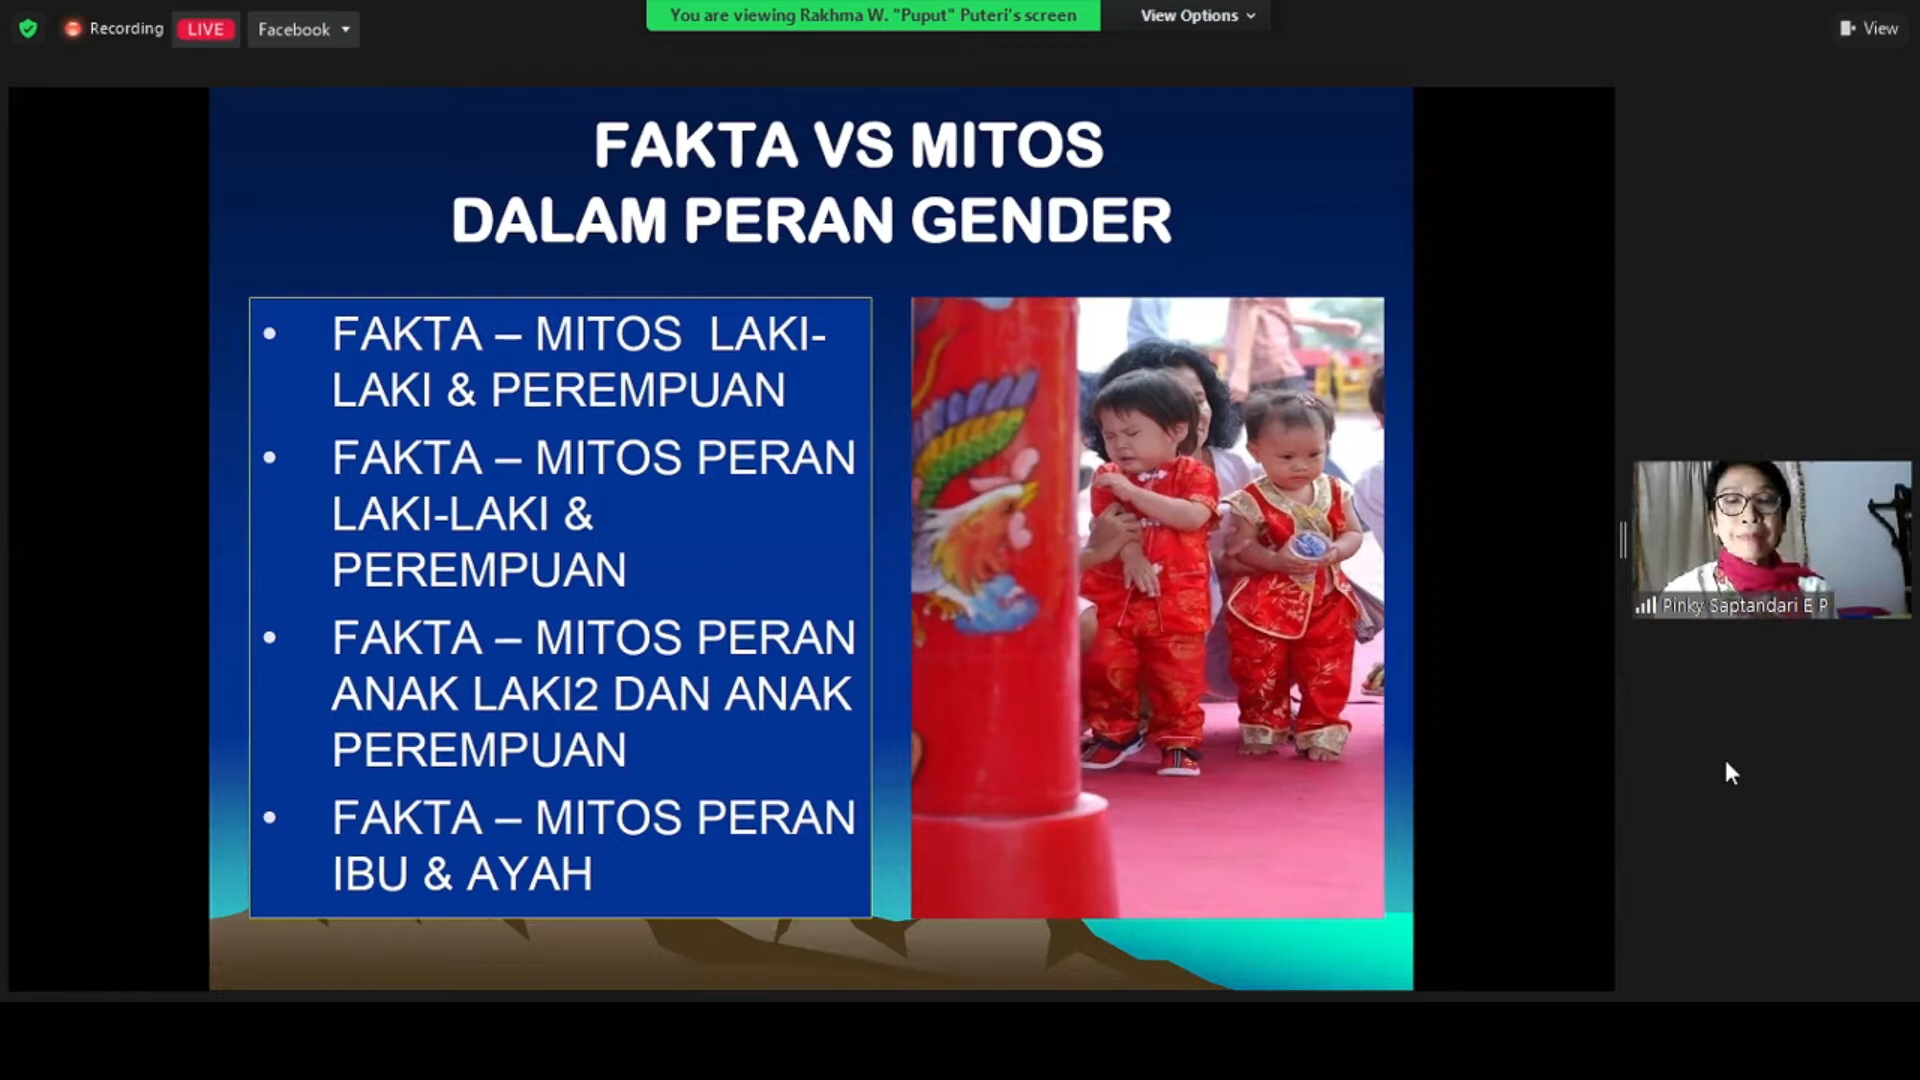 Recording LIVE Facebook
You are viewing Rakhma W. "Puput" Puteri's screen View Options
View
FAKTA VS MITOS
DALAM PERAN GENDER
• FAKTA – MITOS LAKI-
LAKI & PEREMPUAN
• FAKTA – MITOS PERAN
LAKI-LAKI &
PEREMPUAN
• FAKTA – MITOS PERAN
ANAK LAKI2 DAN ANAK
PEREMPUAN
• FAKTA – MITOS PERAN
IBU & AYAH
Pinky Saptandari E P